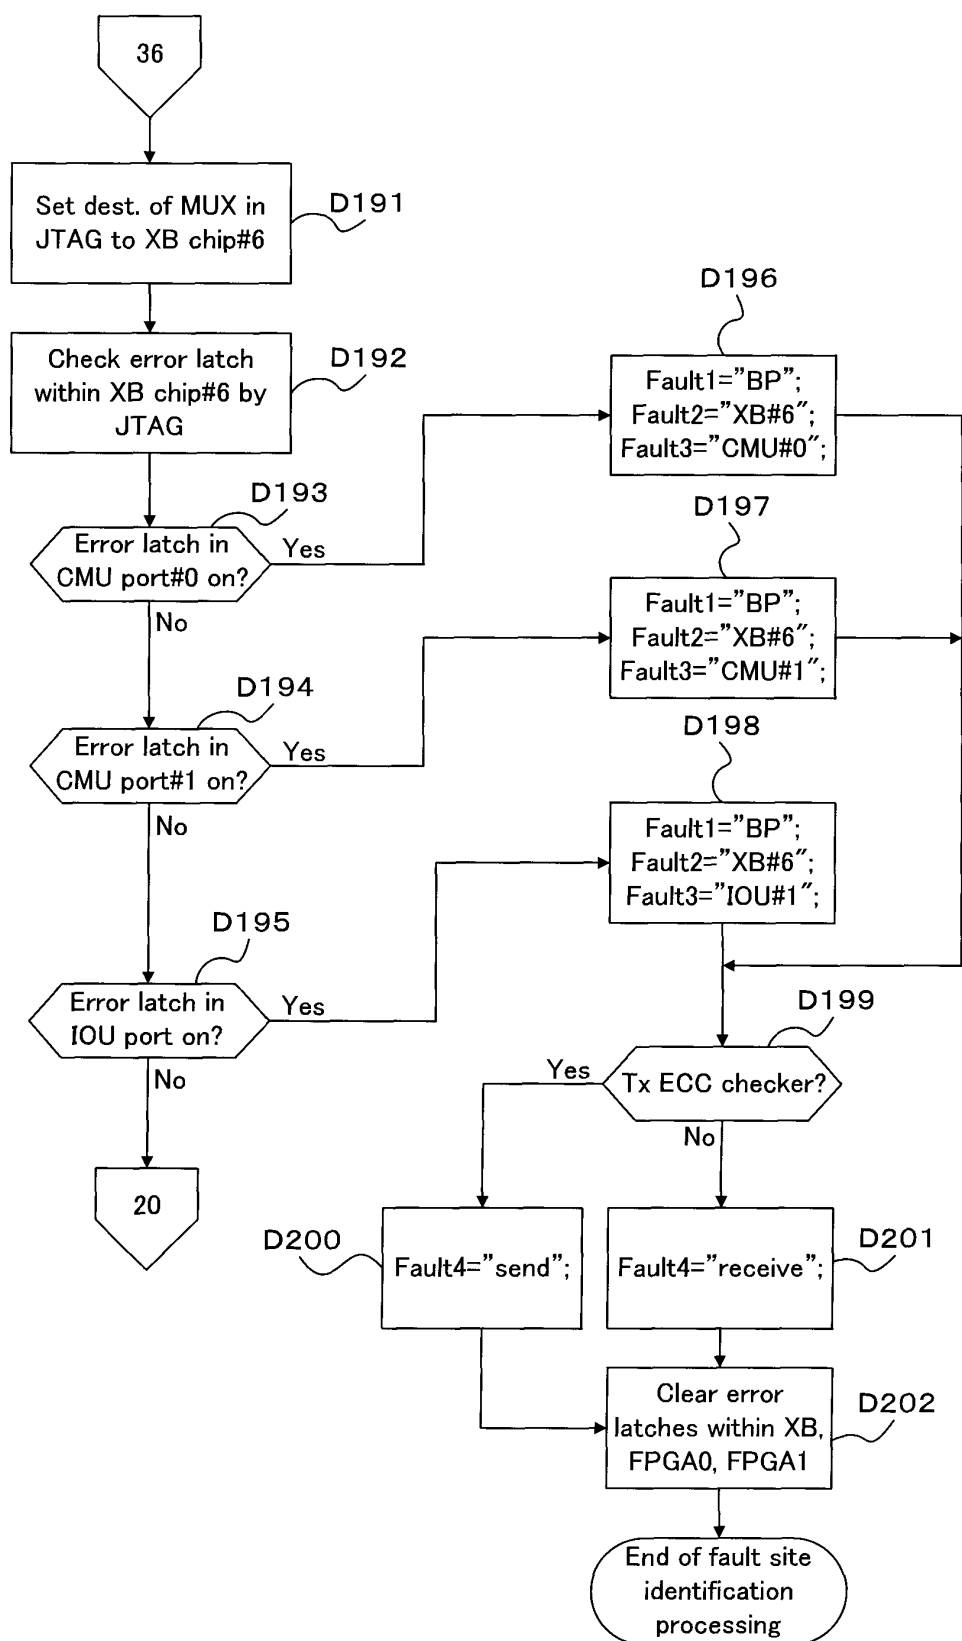 36
Set dest. of MUX in
JTAG to XB chip#6
D191
Check error latch
within XB chip#6 by
JTAG
D192
Error latch in
CMU port#0 on?
D193
Yes
No
D196
Fault1="BP";
Fault2="XB#6";
Fault3="CMU#0";
Error latch in
CMU port#1 on?
D194
Yes
No
D197
Fault1="BP";
Fault2="XB#6";
Fault3="CMU#1";
Error latch in
IOU port on?
D195
Yes
No
D198
Fault1="BP";
Fault2="XB#6";
Fault3="IOU#1";
20
D199
Tx ECC checker?
Yes
No
D200
Fault4="send";
D201
Fault4="receive";
D202
Clear error
latches within XB,
FPGA0, FPGA1
End of fault site
identification
processing